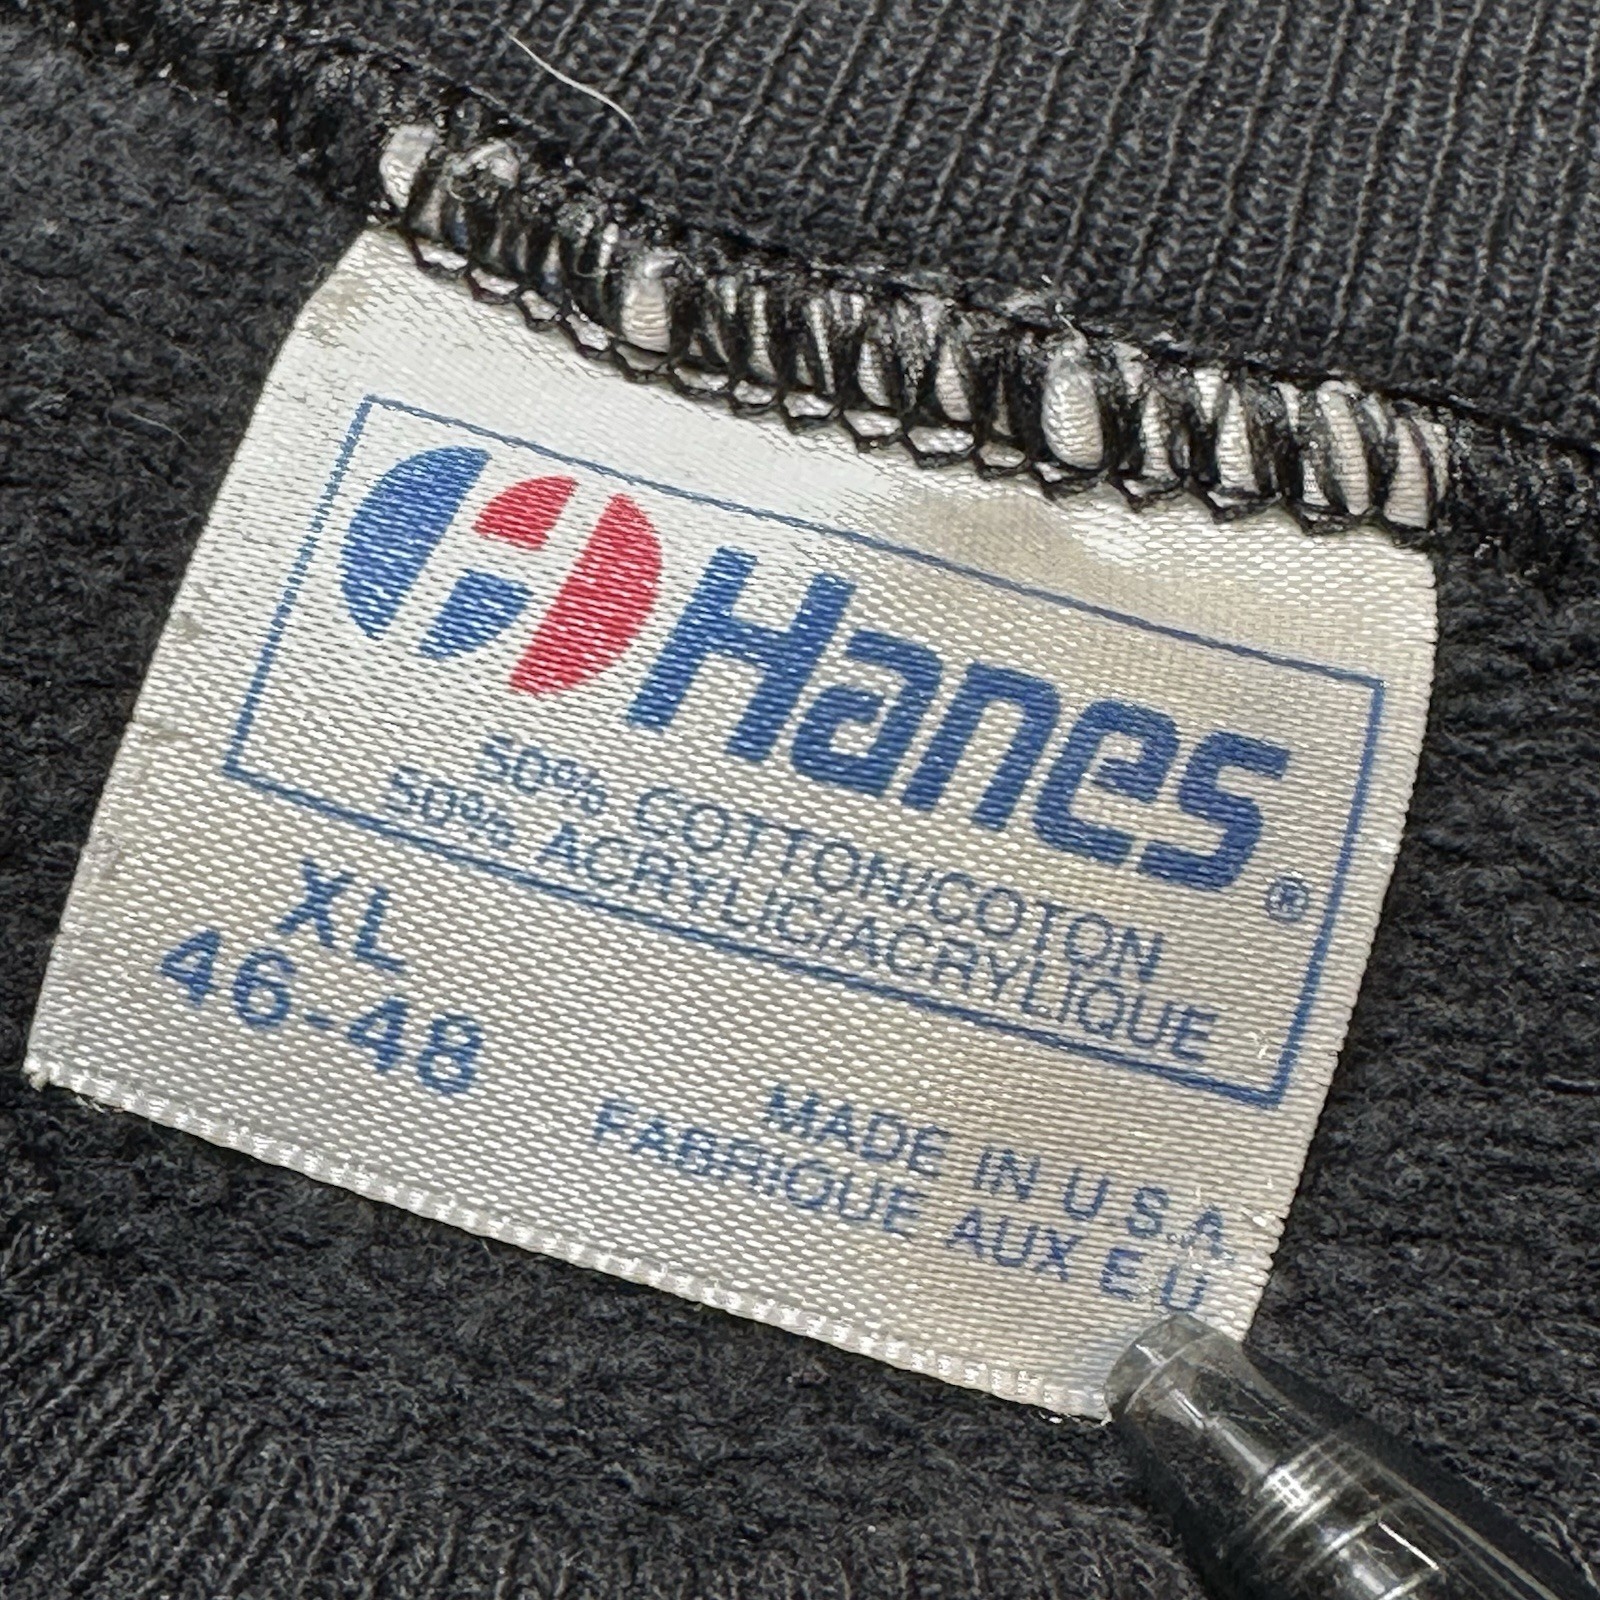 Hanes®
50% COTTON/COTON
50% ACRYLIC/ACRYLIQUE
XL
46-48
MADE IN U.S.A.
FABRIQUE AUX E U